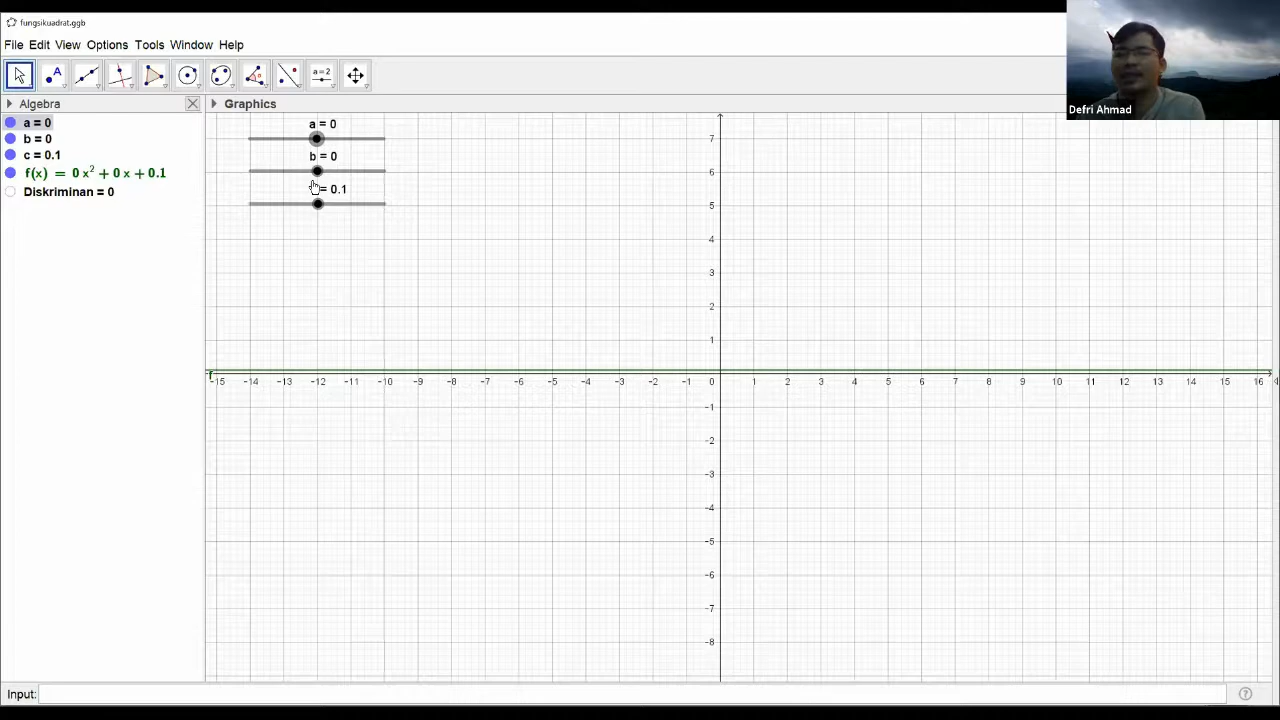 fungsikuadrat.ggb
File Edit View Options Tools Window Help
A
a=2
Defri Ahmad
Algebra
Graphics
a = 0
b = 0
c = 0.1
f(x) = 0 x² + 0 x + 0.1
Diskriminan = 0
a = 0
b = 0
= 0.1
7
6
5
4
3
2
1
f
-15 -14 -13 -12 -11 -10 -9 -8 -7 -6 -5 -4 -3 -2 -1 0 1 2 3 4 5 6 7 8 9 10 11 12 13 14 15 16
-1
-2
-3
-4
-5
-6
-7
-8
Input:
?